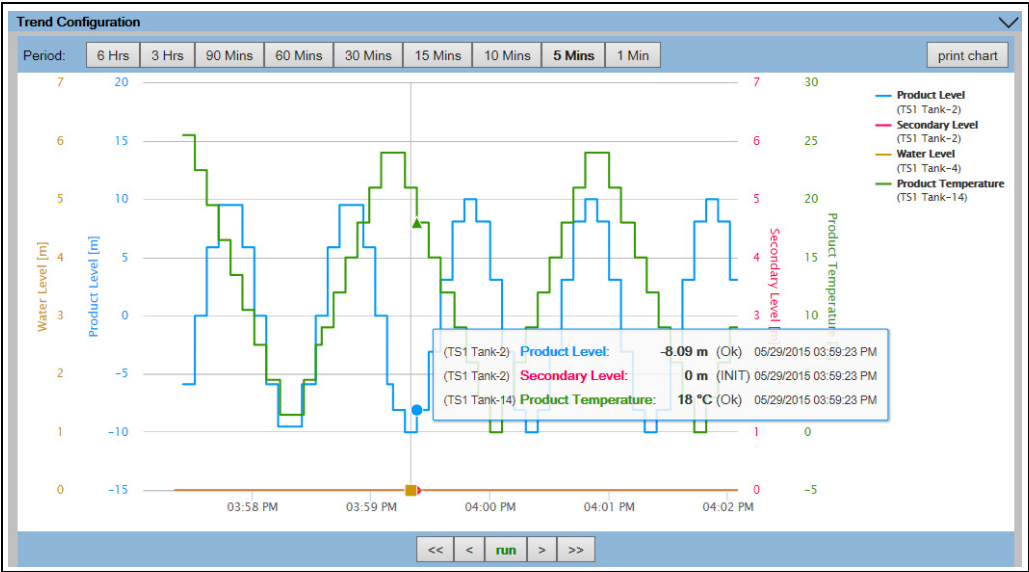 Trend Configuration
Period: 6 Hrs 3 Hrs 90 Mins 60 Mins 30 Mins 15 Mins 10 Mins 5 Mins 1 Min print chart
7 20 7 30
6 15 6 25
5 10 5 20
4 5 4 15
3 0 3 10
2 -5
1 -10 1 0
0 -15 0 -5
Water Level [m]
Product Level [m]
Secondary Level [m]
Product Temperature
Product Level
(TS1 Tank-2)
Secondary Level
(TS1 Tank-2)
Water Level
(TS1 Tank-4)
Product Temperature
(TS1 Tank-14)
(TS1 Tank-2) Product Level: -8.09 m (Ok) 05/29/2015 03:59:23 PM
(TS1 Tank-2) Secondary Level: 0 m (INIT) 05/29/2015 03:59:23 PM
(TS1 Tank-14) Product Temperature: 18 °C (Ok) 05/29/2015 03:59:23 PM
03:58 PM 03:59 PM 04:00 PM 04:01 PM 04:02 PM
<< < run > >>